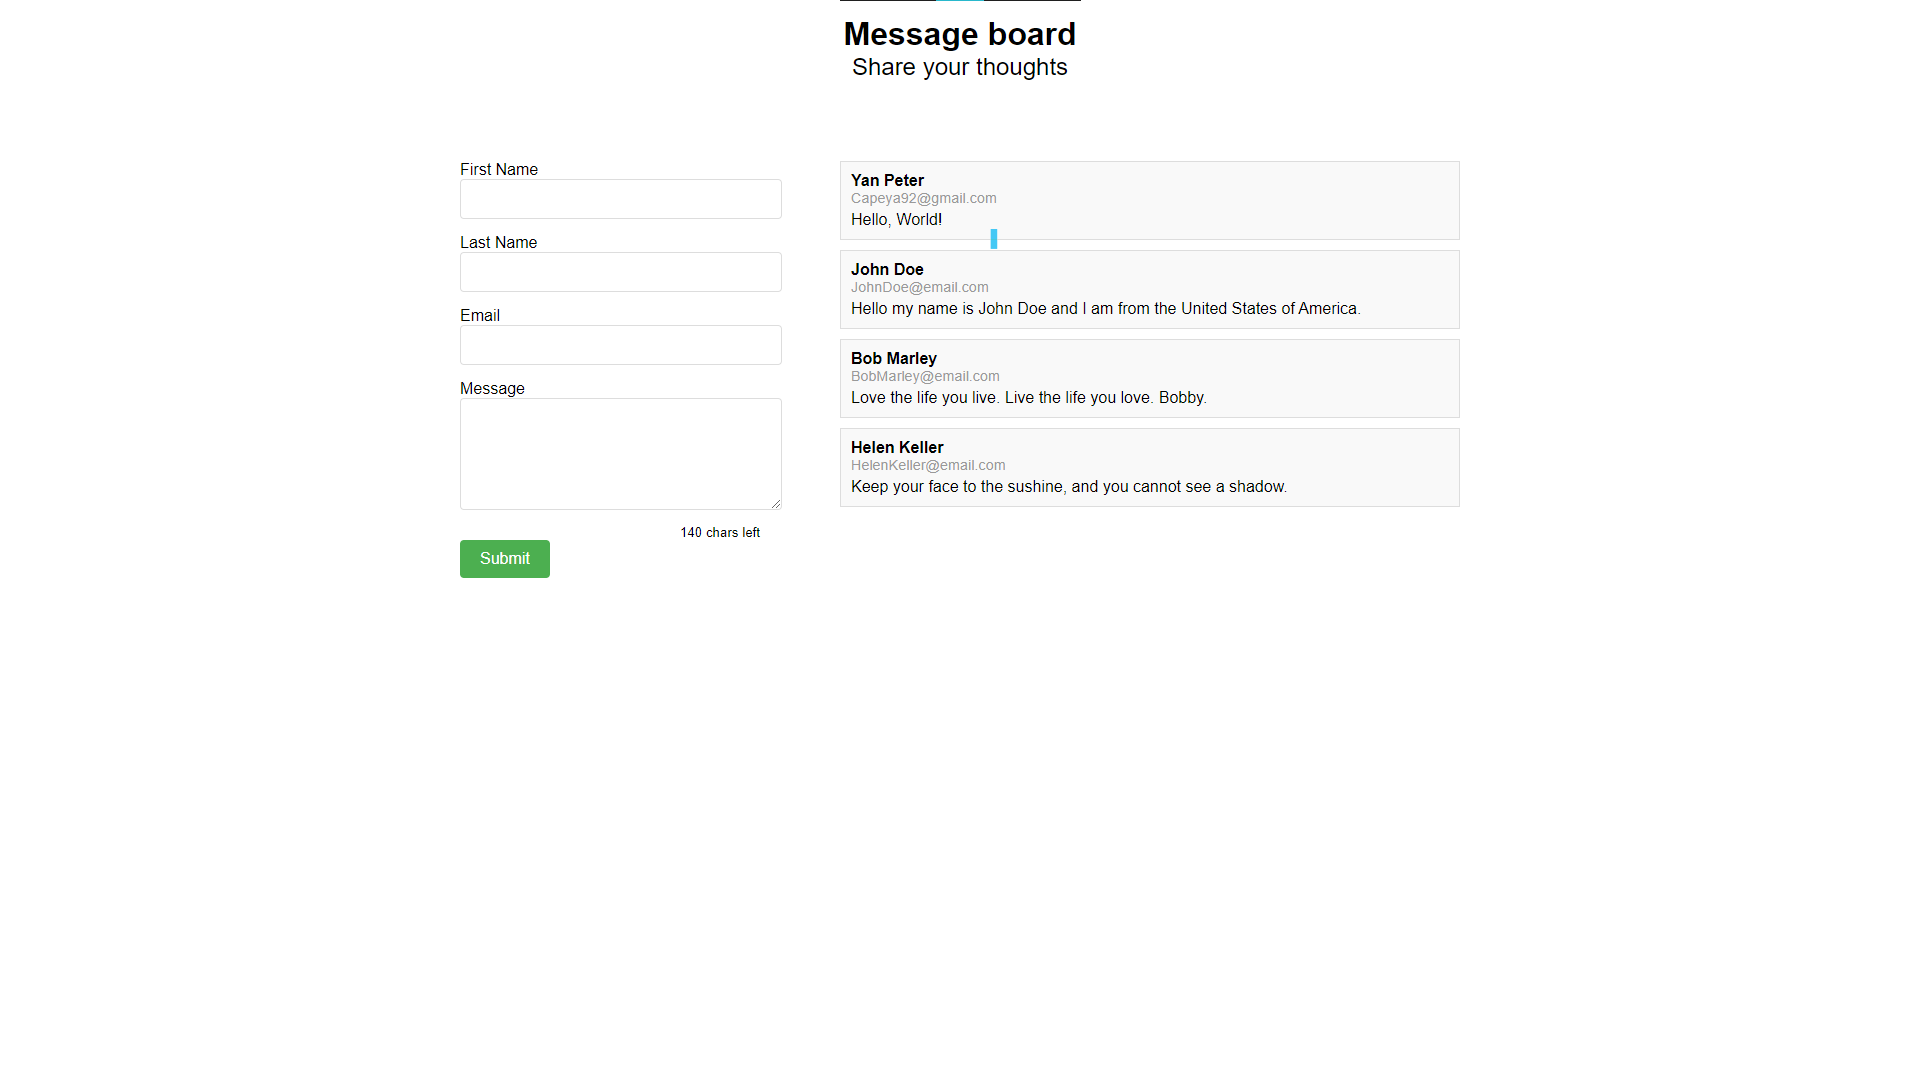 Message board
Share your thoughts
First Name
Last Name
Email
Message
140 chars left
Submit
Yan Peter
Capeya92@gmail.com
Hello, World!
John Doe
JohnDoe@email.com
Hello my name is John Doe and I am from the United States of America.
Bob Marley
BobMarley@email.com
Love the life you live. Live the life you love. Bobby.
Helen Keller
HelenKeller@email.com
Keep your face to the sushine, and you cannot see a shadow.